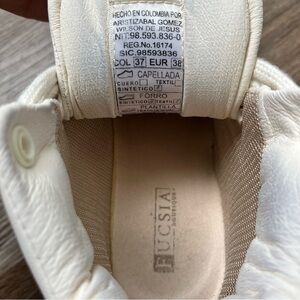 HECHO EN COLOMBIA POR
ARISTIZABAL GOMEZ
WILSON DE JESUS
NIT:98.593.836-0
REG.No.16174
SIC.98593836
COL 37 EUR 38
CAPELLADA
CUERO TEXTIL
SINTETICO
FORRO
SINTETICO TEXTIL
PLANTILLA
FUCSIA
BOUTIQUE